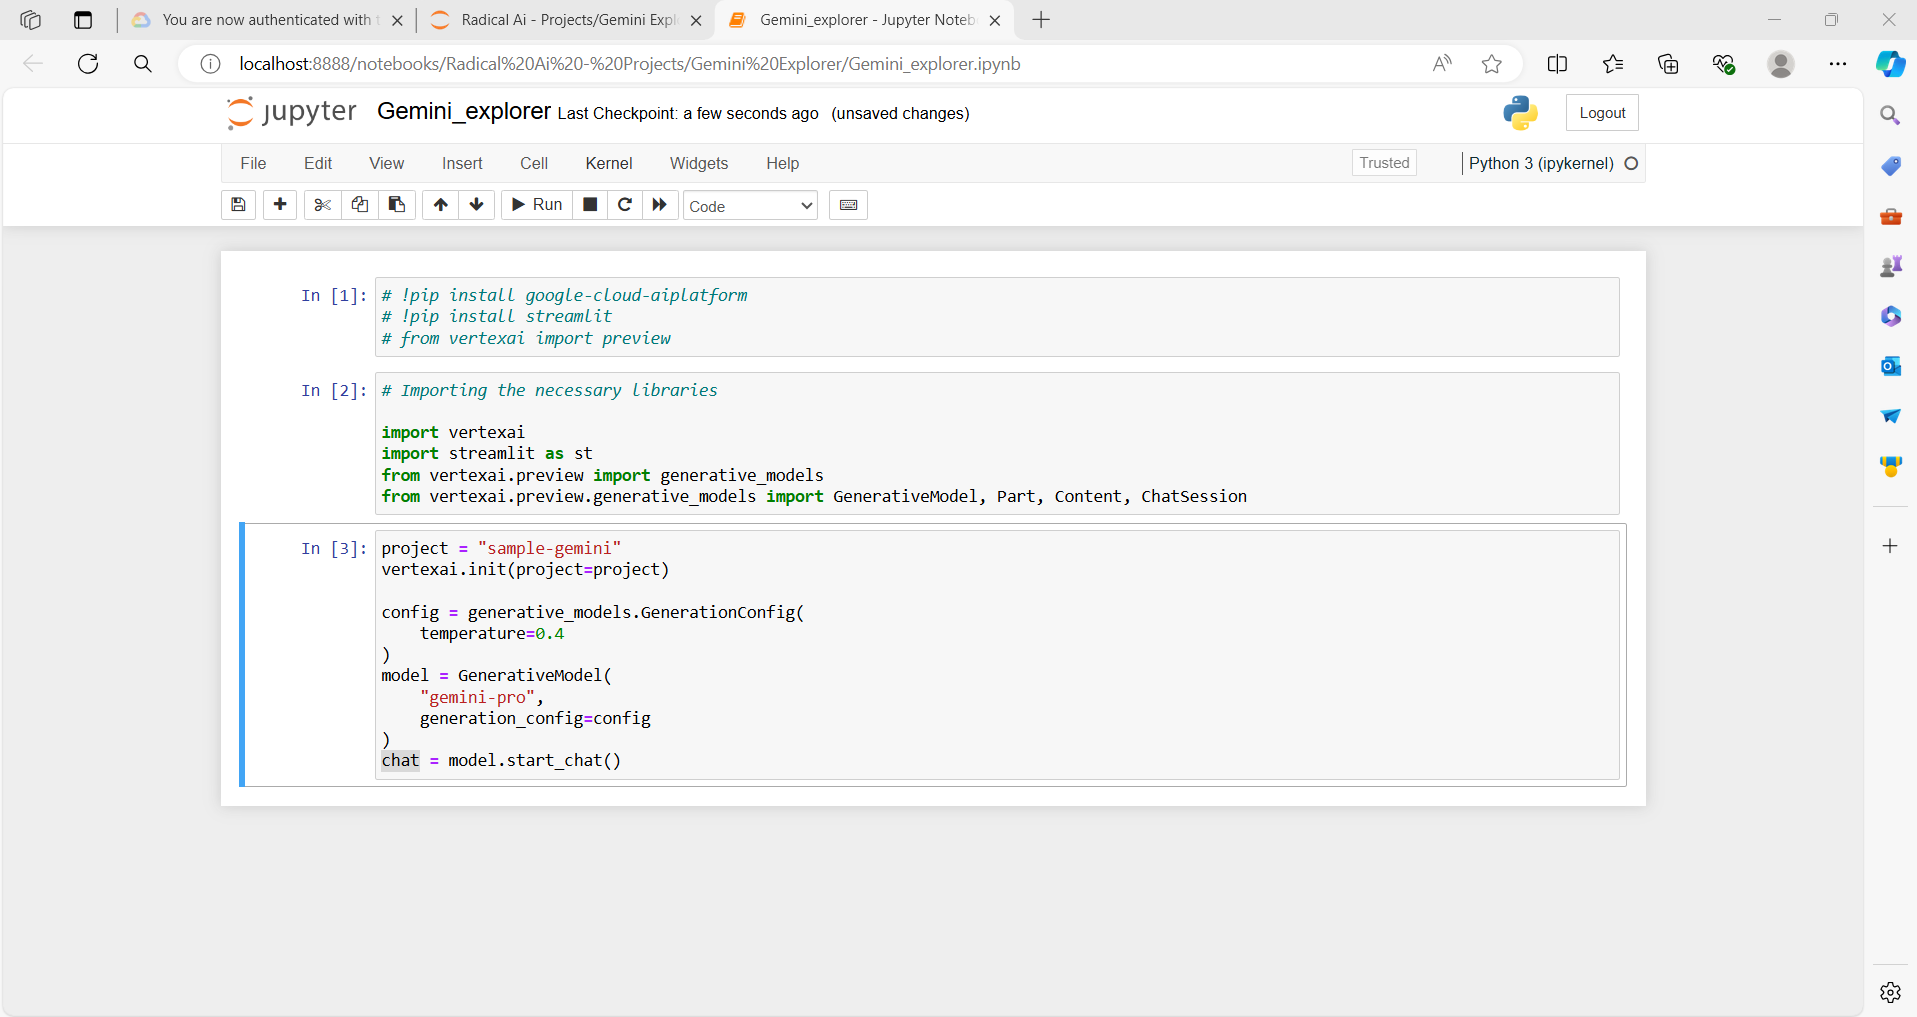 You are now authenticated with t
Radical Ai - Projects/Gemini Expl
Gemini_explorer - Jupyter Noteb
localhost:8888/notebooks/Radical%20Ai%20-%20Projects/Gemini%20Explorer/Gemini_explorer.ipynb
jupyter Gemini_explorer Last Checkpoint: a few seconds ago (unsaved changes)
Logout
File Edit View Insert Cell Kernel Widgets Help
Trusted
Python 3 (ipykernel)
Run
Code
In [1]:
# !pip install google-cloud-aiplatform
# !pip install streamlit
# from vertexai import preview
In [2]:
# Importing the necessary libraries
import vertexai
import streamlit as st
from vertexai.preview import generative_models
from vertexai.preview.generative_models import GenerativeModel, Part, Content, ChatSession
In [3]:
project = "sample-gemini"
vertexai.init(project=project)
config = generative_models.GenerationConfig(
    temperature=0.4
)
model = GenerativeModel(
    "gemini-pro",
    generation_config=config
)
chat = model.start_chat()